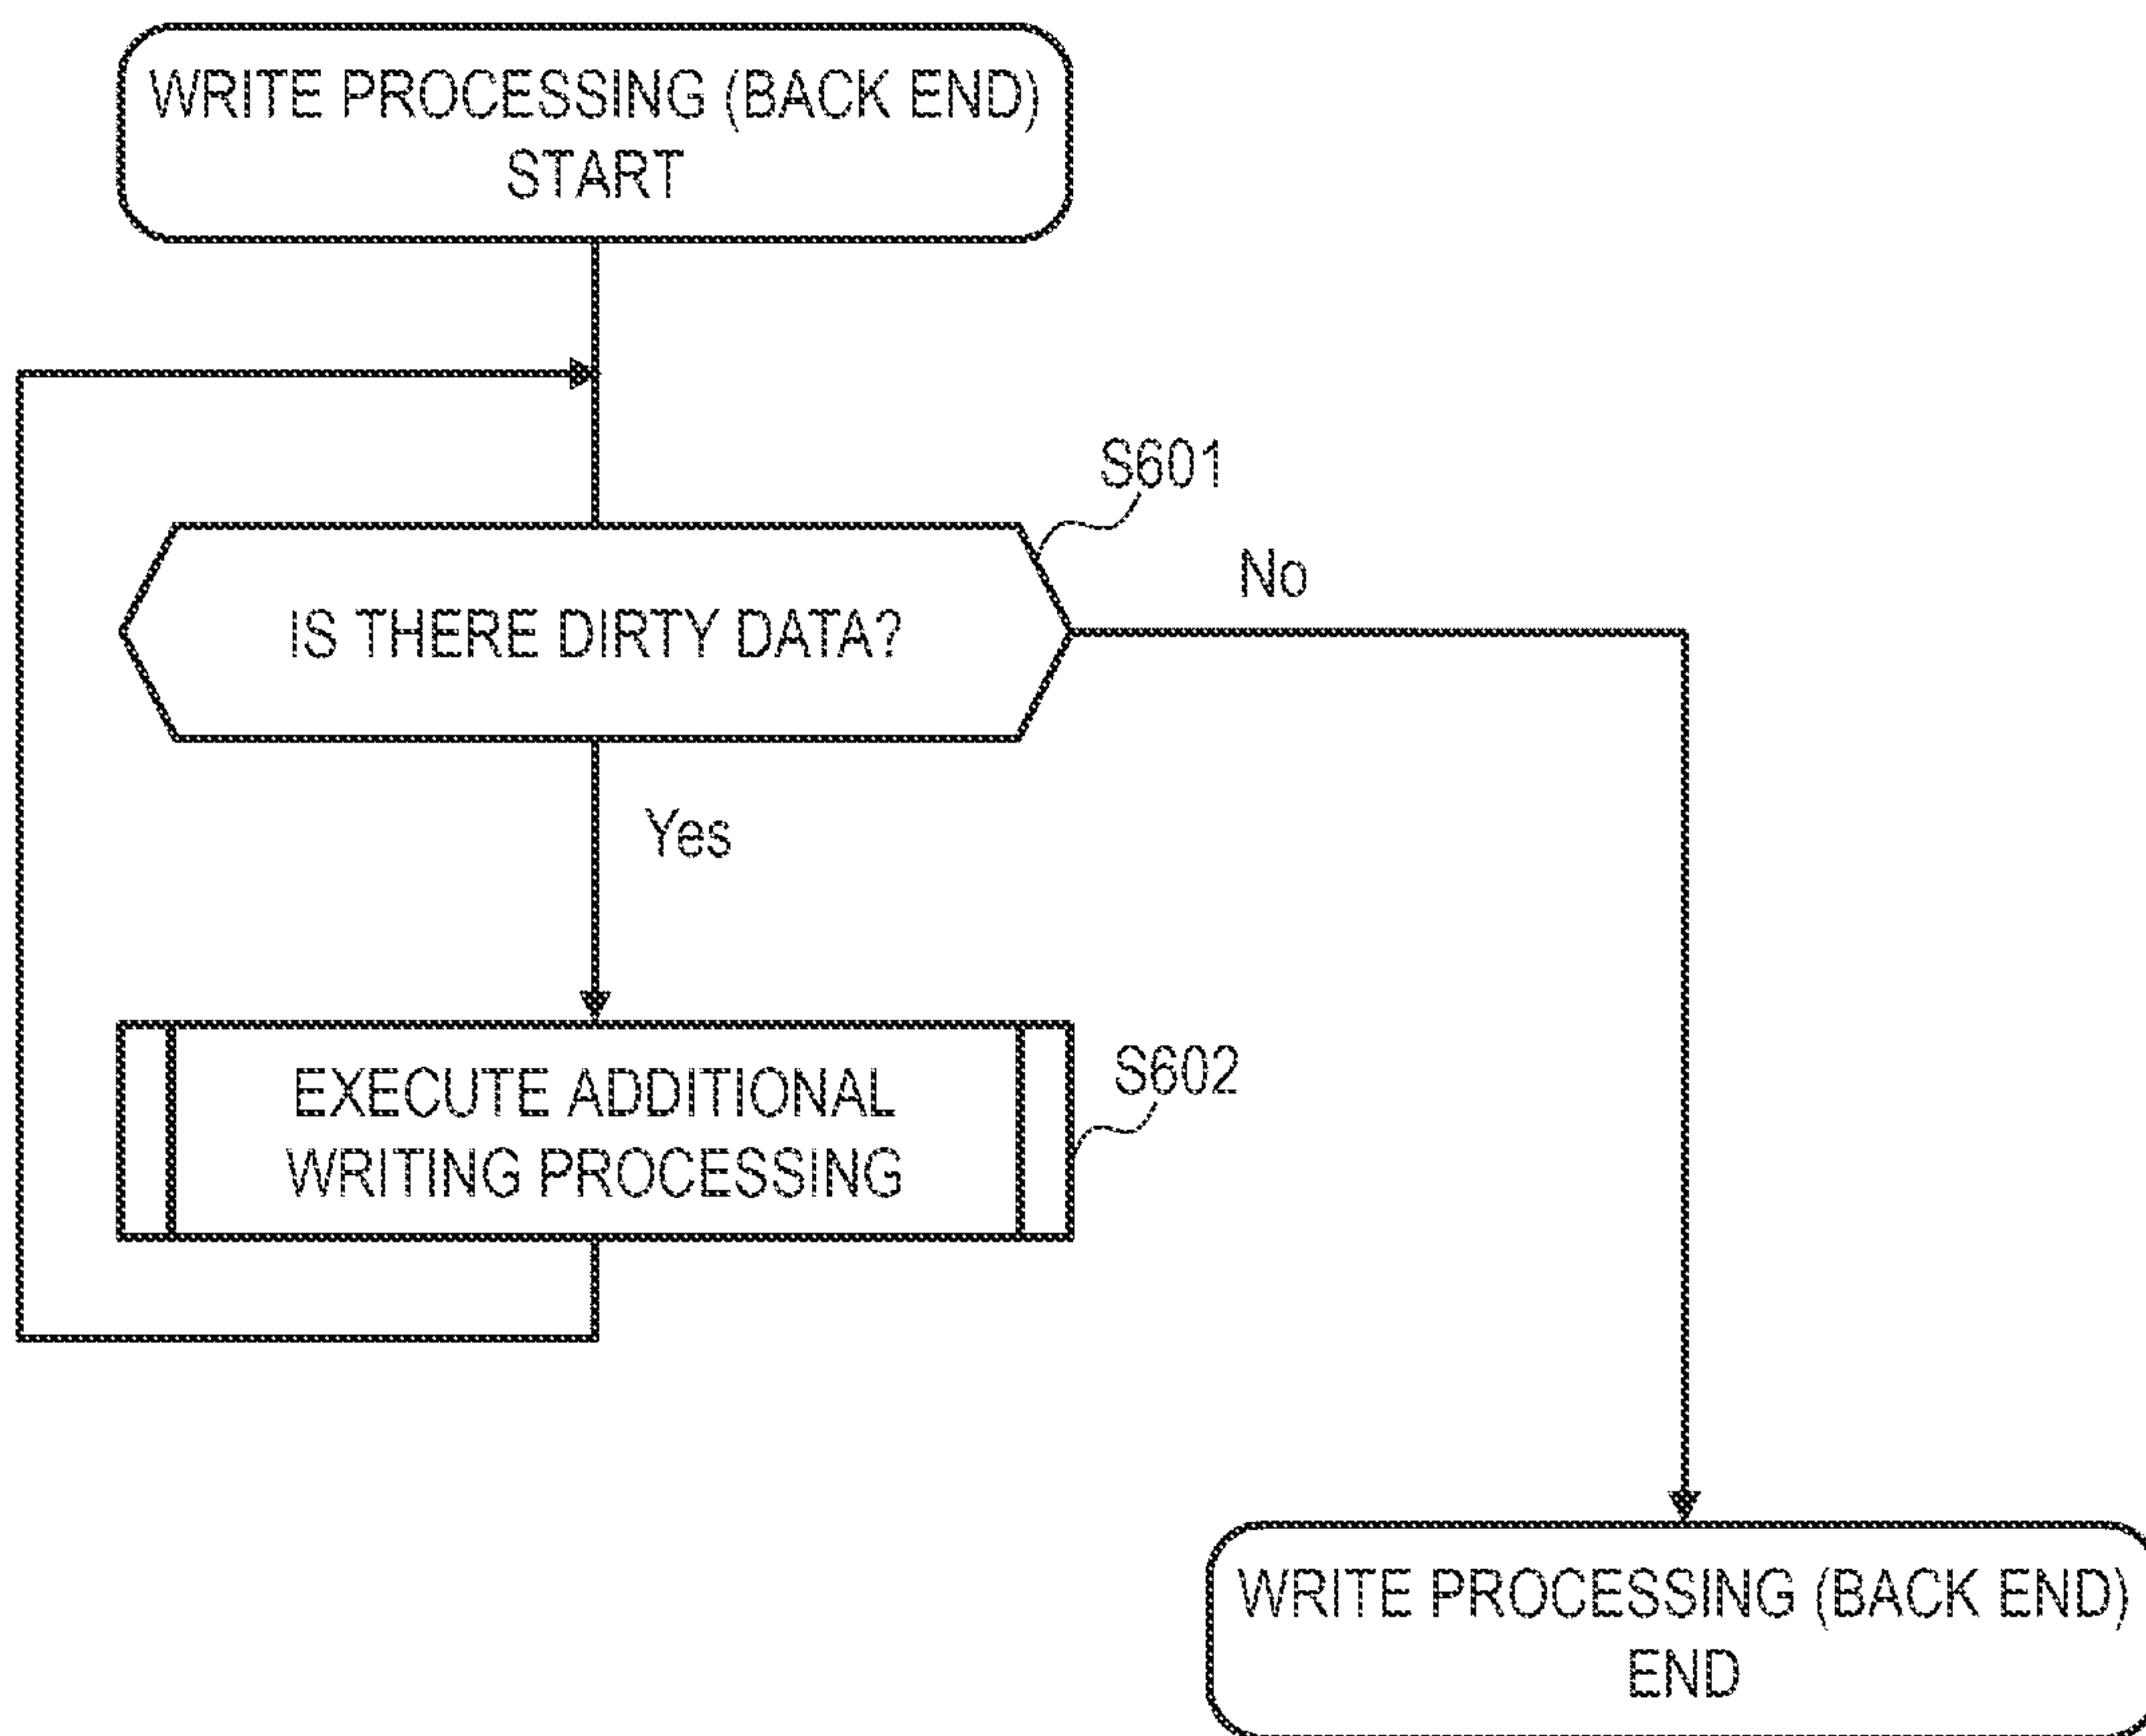 WRITE PROCESSING (BACK END)
START
S601
No
IS THERE DIRTY DATA?
Yes
EXECUTE ADDITIONAL
WRITING PROCESSING
S602
WRITE PROCESSING (BACK END)
END